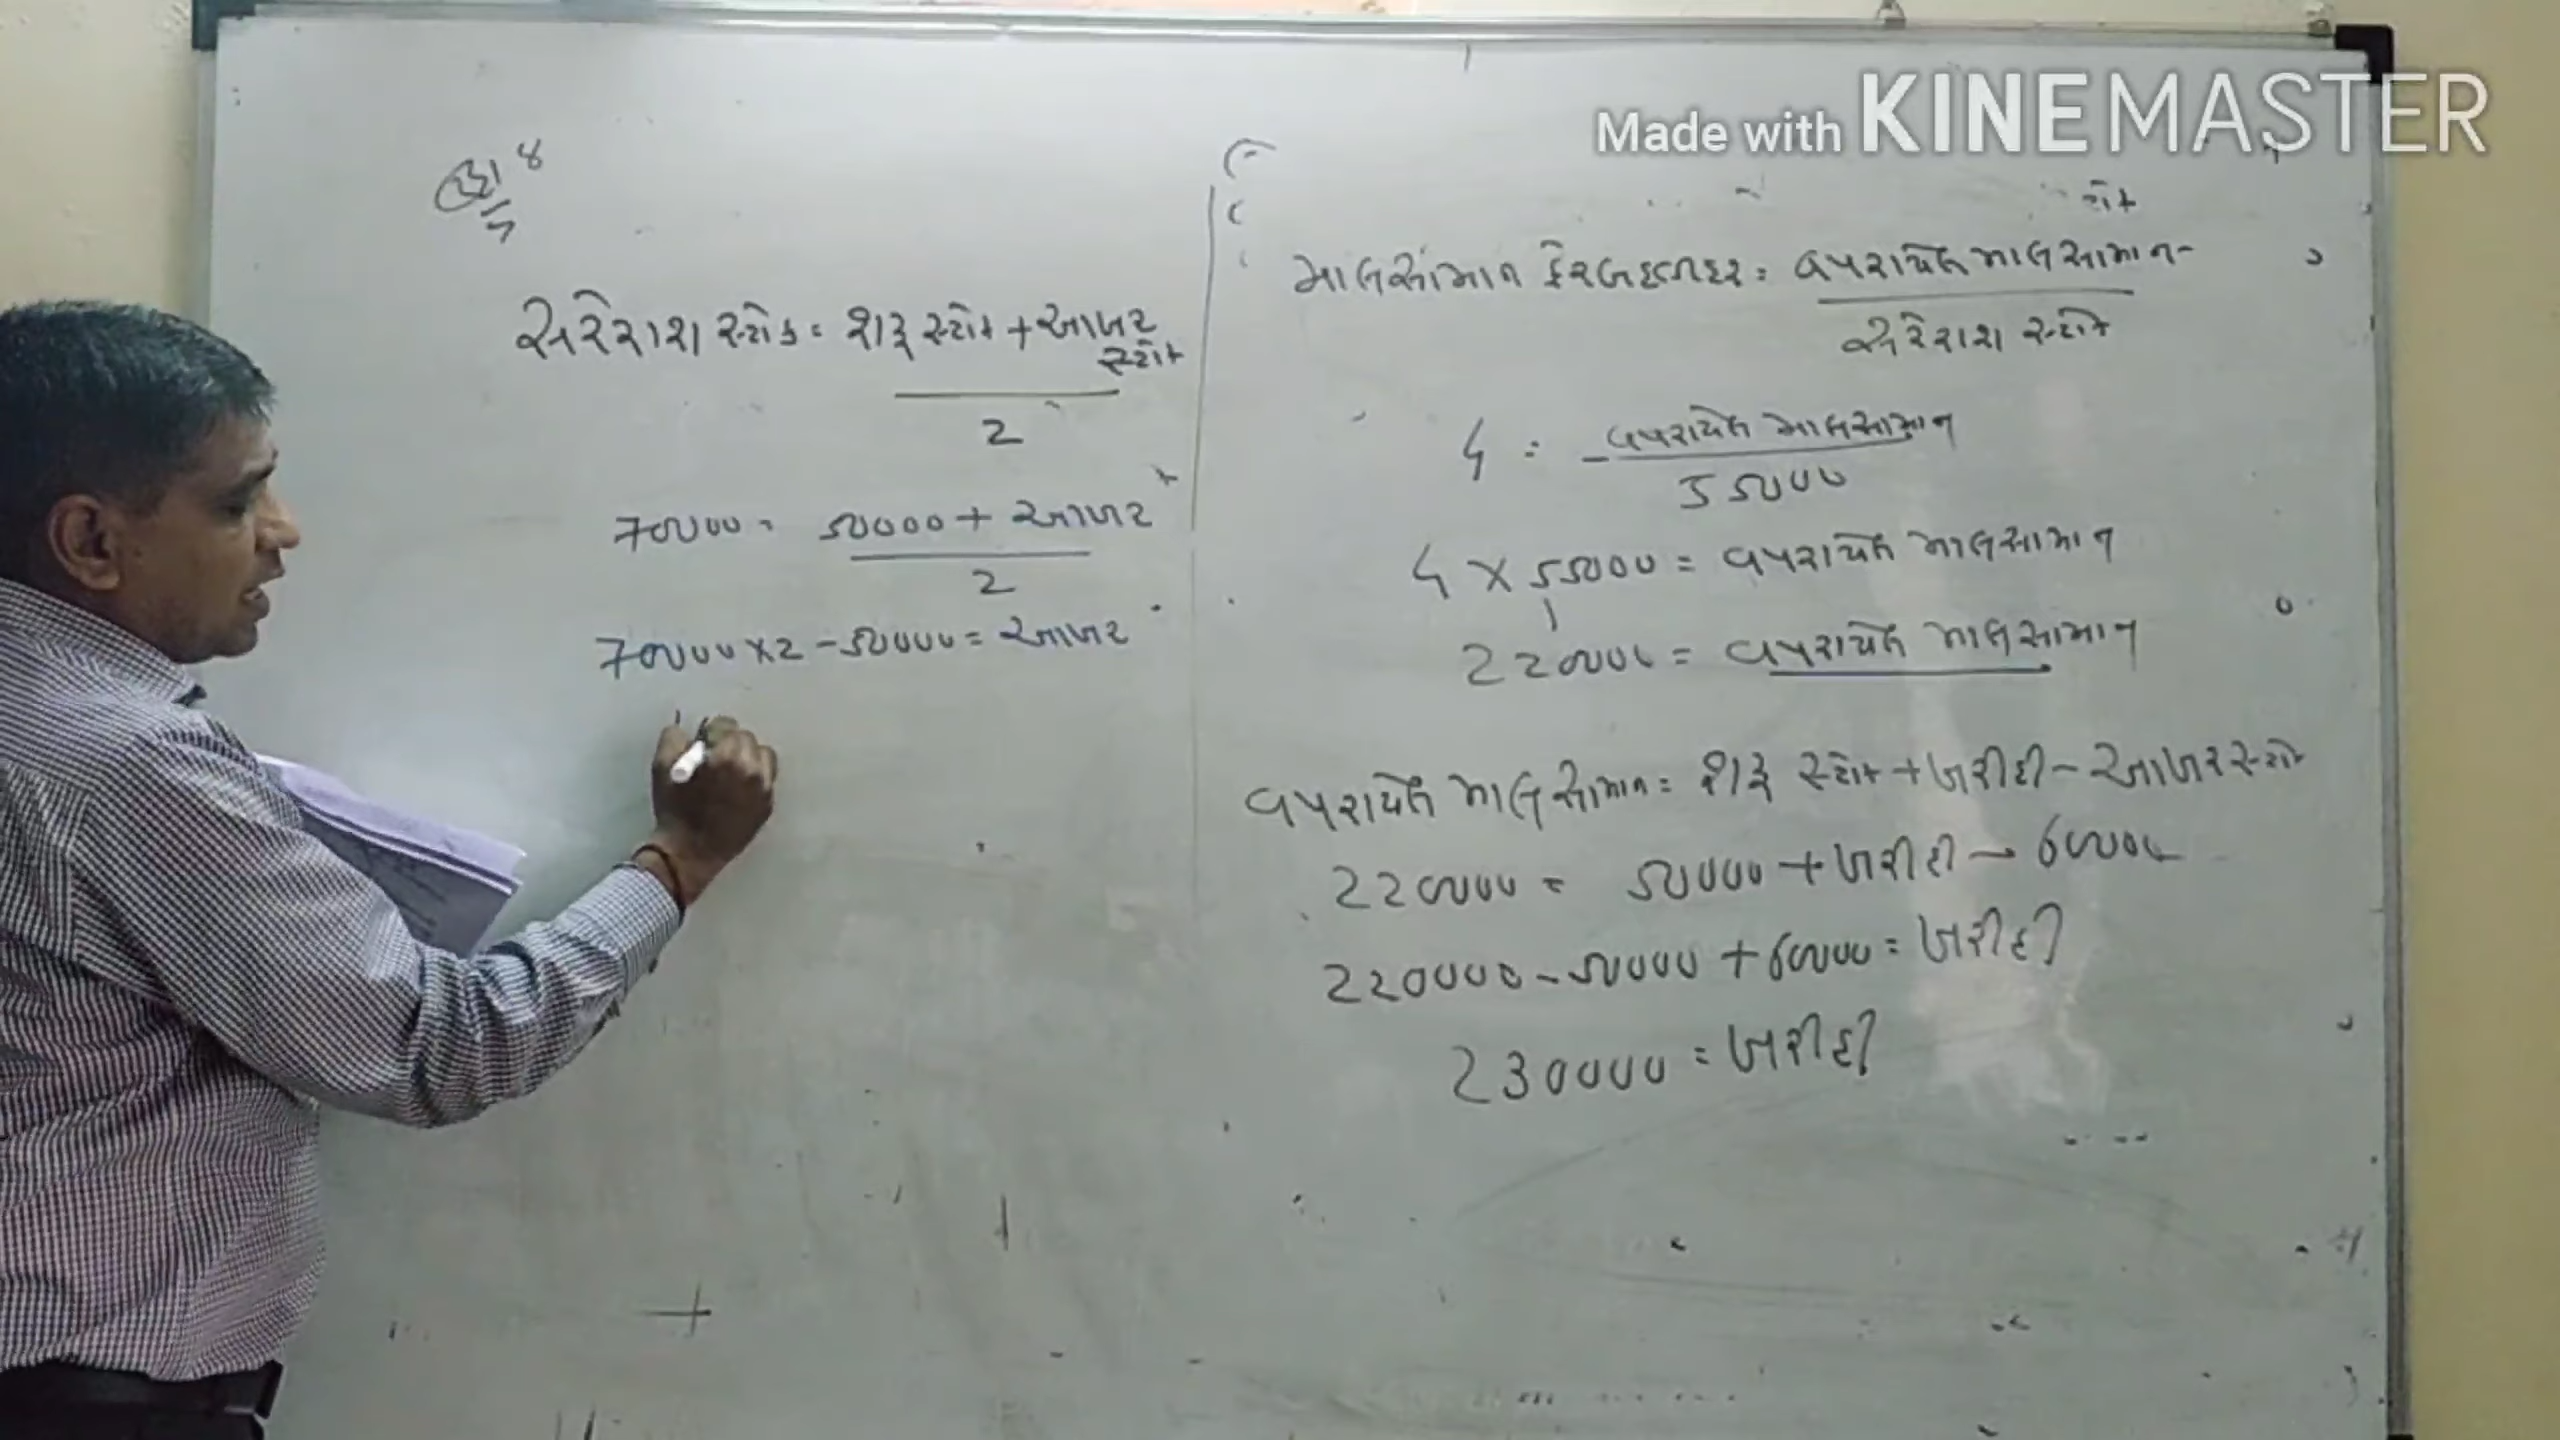 Made with KINEMASTER
સરેરાશ સ્ટોક = શરૂ સ્ટોક + આખર સ્ટોક
2
70000 = 50000 + આખર
2
70000 x 2 - 50000 = આખર
માલસામાન ફેરબદલાદર = વપરાયેલ માલસામાન
સરેરાશ સ્ટોક
4 = વપરાયેલ માલસામાન
55000
4 x 55000 = વપરાયેલ માલસામાન
220000 = વપરાયેલ માલસામાન
વપરાયેલ માલસામાન = શરૂ સ્ટોક + ખરીદી - આખર સ્ટોક
220000 = 50000 + ખરીદી - 60000
220000 - 50000 + 60000 = ખરીદી
230000 = ખરીદી